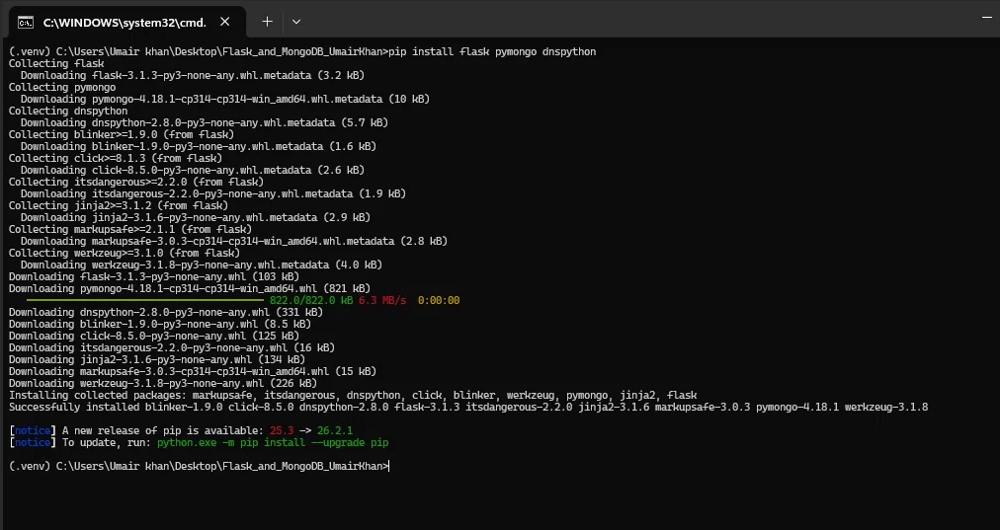 C:\WINDOWS\system32\cmd.
(.venv) C:\Users\Umair khan\Desktop\Flask_and_MongoDB_UmairKhan>pip install flask pymongo dnspython
Collecting flask
  Downloading flask-3.1.3-py3-none-any.whl.metadata (3.2 kB)
Collecting pymongo
  Downloading pymongo-4.18.1-cp314-cp314-win_amd64.whl.metadata (10 kB)
Collecting dnspython
  Downloading dnspython-2.8.0-py3-none-any.whl.metadata (5.7 kB)
Collecting blinker>=1.9.0 (from flask)
  Downloading blinker-1.9.0-py3-none-any.whl.metadata (1.6 kB)
Collecting click>=8.1.3 (from flask)
  Downloading click-8.5.0-py3-none-any.whl.metadata (2.6 kB)
Collecting itsdangerous>=2.2.0 (from flask)
  Downloading itsdangerous-2.2.0-py3-none-any.whl.metadata (1.9 kB)
Collecting jinja2>=3.1.2 (from flask)
  Downloading jinja2-3.1.6-py3-none-any.whl.metadata (2.9 kB)
Collecting markupsafe>=2.1.1 (from flask)
  Downloading markupsafe-3.0.3-cp314-cp314-win_amd64.whl.metadata (2.8 kB)
Collecting werkzeug>=3.1.0 (from flask)
  Downloading werkzeug-3.1.8-py3-none-any.whl.metadata (4.0 kB)
Downloading flask-3.1.3-py3-none-any.whl (103 kB)
Downloading pymongo-4.18.1-cp314-cp314-win_amd64.whl (821 kB)
822.0/822.0 kB 6.3 MB/s  0:00:00
Downloading dnspython-2.8.0-py3-none-any.whl (331 kB)
Downloading blinker-1.9.0-py3-none-any.whl (8.5 kB)
Downloading click-8.5.0-py3-none-any.whl (125 kB)
Downloading itsdangerous-2.2.0-py3-none-any.whl (16 kB)
Downloading jinja2-3.1.6-py3-none-any.whl (134 kB)
Downloading markupsafe-3.0.3-cp314-cp314-win_amd64.whl (15 kB)
Downloading werkzeug-3.1.8-py3-none-any.whl (226 kB)
Installing collected packages: markupsafe, itsdangerous, dnspython, click, blinker, werkzeug, pymongo, jinja2, flask
Successfully installed blinker-1.9.0 click-8.5.0 dnspython-2.8.0 flask-3.1.3 itsdangerous-2.2.0 jinja2-3.1.6 markupsafe-3.0.3 pymongo-4.18.1 werkzeug-3.1.8
[notice] A new release of pip is available: 25.3 -> 26.2.1
[notice] To update, run: python.exe -m pip install --upgrade pip
(.venv) C:\Users\Umair khan\Desktop\Flask_and_MongoDB_UmairKhan>